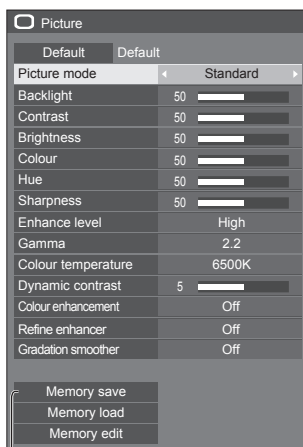 Picture
Default Default
Picture mode Standard
Backlight 50
Contrast 50
Brightness 50
Colour 50
Hue 50
Sharpness 50
Enhance level High
Gamma 2.2
Colour temperature 6500K
Dynamic contrast 5
Colour enhancement Off
Refine enhancer Off
Gradation smoother Off
Memory save
Memory load
Memory edit